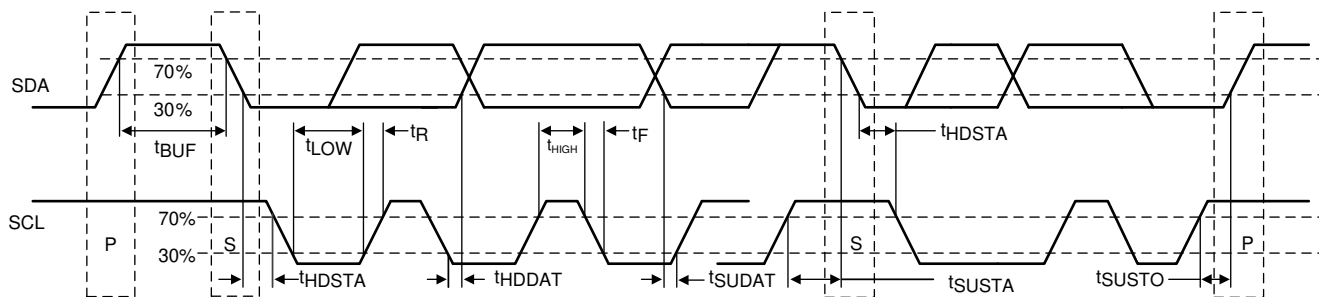 SDA
70%
30%
tBUF
tLOW
tR
tHIGH
tF
tHDSTA
SCL
70%
30%
P
S
S
P
tHDSTA
tHDDAT
tSUDAT
tSUSTA
tSUSTO